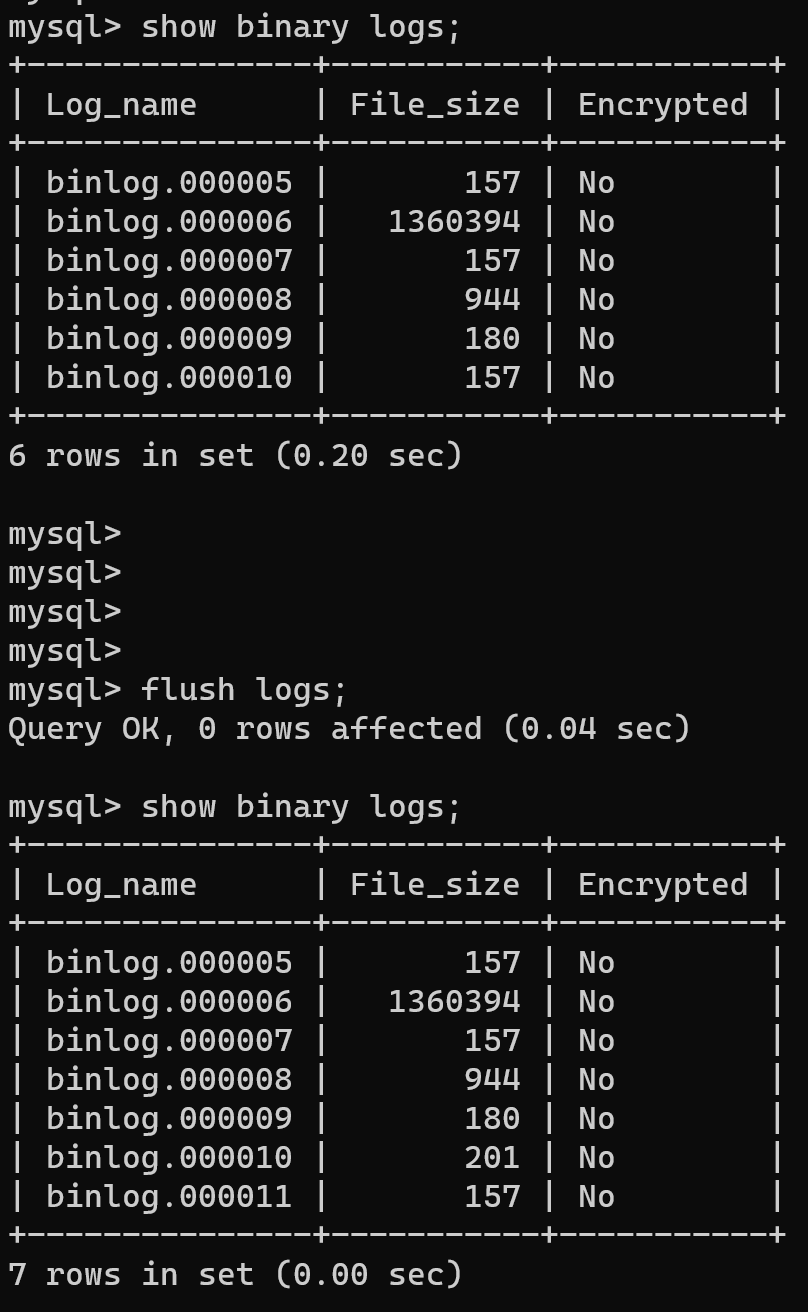 mysql> show binary logs;
+---------------+-----------+-----------+
| Log_name      | File_size | Encrypted |
+---------------+-----------+-----------+
| binlog.000005 |       157 | No        |
| binlog.000006 |   1360394 | No        |
| binlog.000007 |       157 | No        |
| binlog.000008 |       944 | No        |
| binlog.000009 |       180 | No        |
| binlog.000010 |       157 | No        |
+---------------+-----------+-----------+
6 rows in set (0.20 sec)

mysql>
mysql>
mysql>
mysql>
mysql> flush logs;
Query OK, 0 rows affected (0.04 sec)

mysql> show binary logs;
+---------------+-----------+-----------+
| Log_name      | File_size | Encrypted |
+---------------+-----------+-----------+
| binlog.000005 |       157 | No        |
| binlog.000006 |   1360394 | No        |
| binlog.000007 |       157 | No        |
| binlog.000008 |       944 | No        |
| binlog.000009 |       180 | No        |
| binlog.000010 |       201 | No        |
| binlog.000011 |       157 | No        |
+---------------+-----------+-----------+
7 rows in set (0.00 sec)